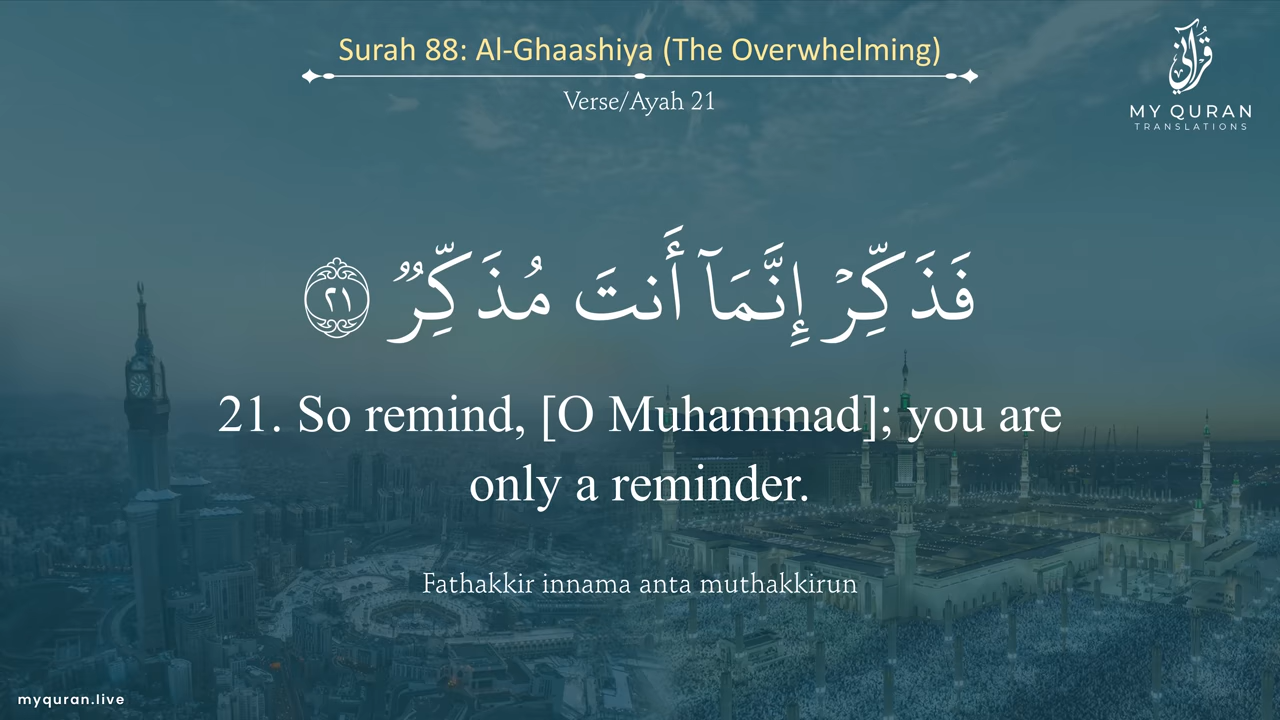 Surah 88: Al-Ghaashiya (The Overwhelming)
Verse/Ayah 21
قرآني
MY QURAN
TRANSLATIONS
فَذَكِّرْ إِنَّمَآ أَنتَ مُذَكِّرٌۭ ٢١
21. So remind, [O Muhammad]; you are
only a reminder.
Fathakkir innama anta muthakkirun
myquran.live